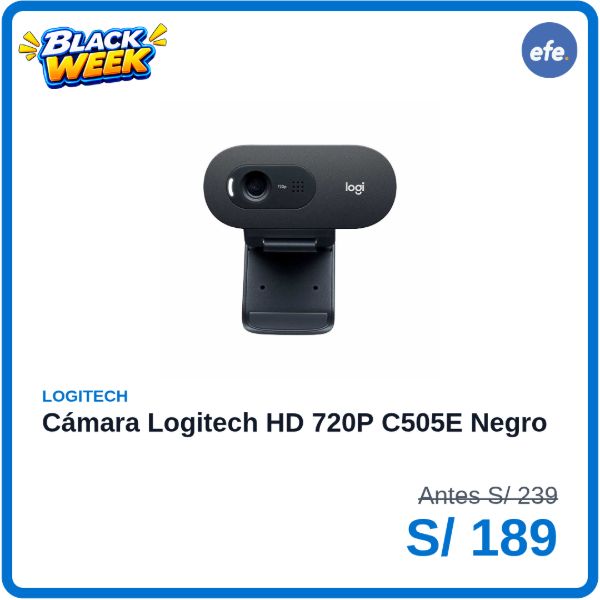 BLACK
WEEK
efe.
720p
logi
LOGITECH
Cámara Logitech HD 720P C505E Negro
Antes S/ 239
S/ 189